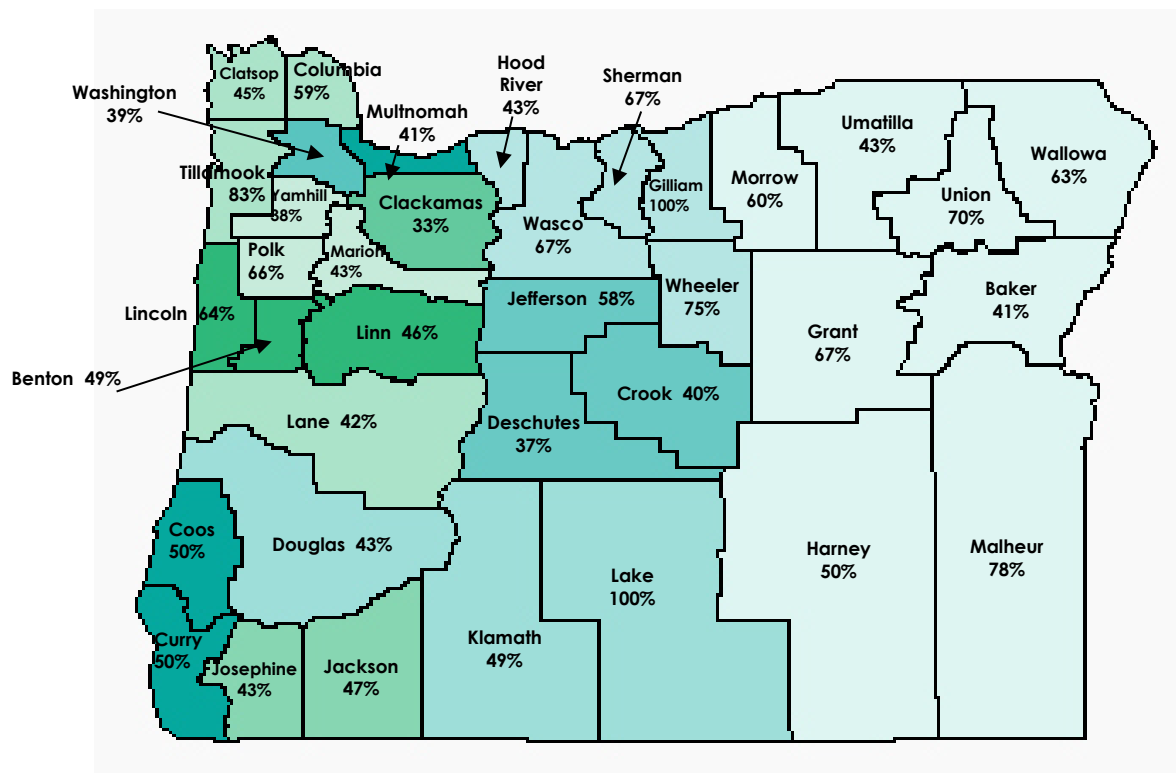 Clatsop
45%
Columbia
59%
Washington
39%
Multnomah
41%
Hood
River
43%
Sherman
67%
Tillamook
83%
Yamhill
38%
Clackamas
33%
Wasco
67%
Gilliam
100%
Morrow
60%
Umatilla
43%
Union
70%
Wallowa
63%
Polk
66%
Marion
43%
Lincoln 64%
Benton 49%
Linn 46%
Jefferson 58%
Wheeler
75%
Grant
67%
Baker
41%
Lane 42%
Deschutes
37%
Crook 40%
Coos
50%
Douglas 43%
Curry
50%
Josephine
43%
Jackson
47%
Klamath
49%
Lake
100%
Harney
50%
Malheur
78%